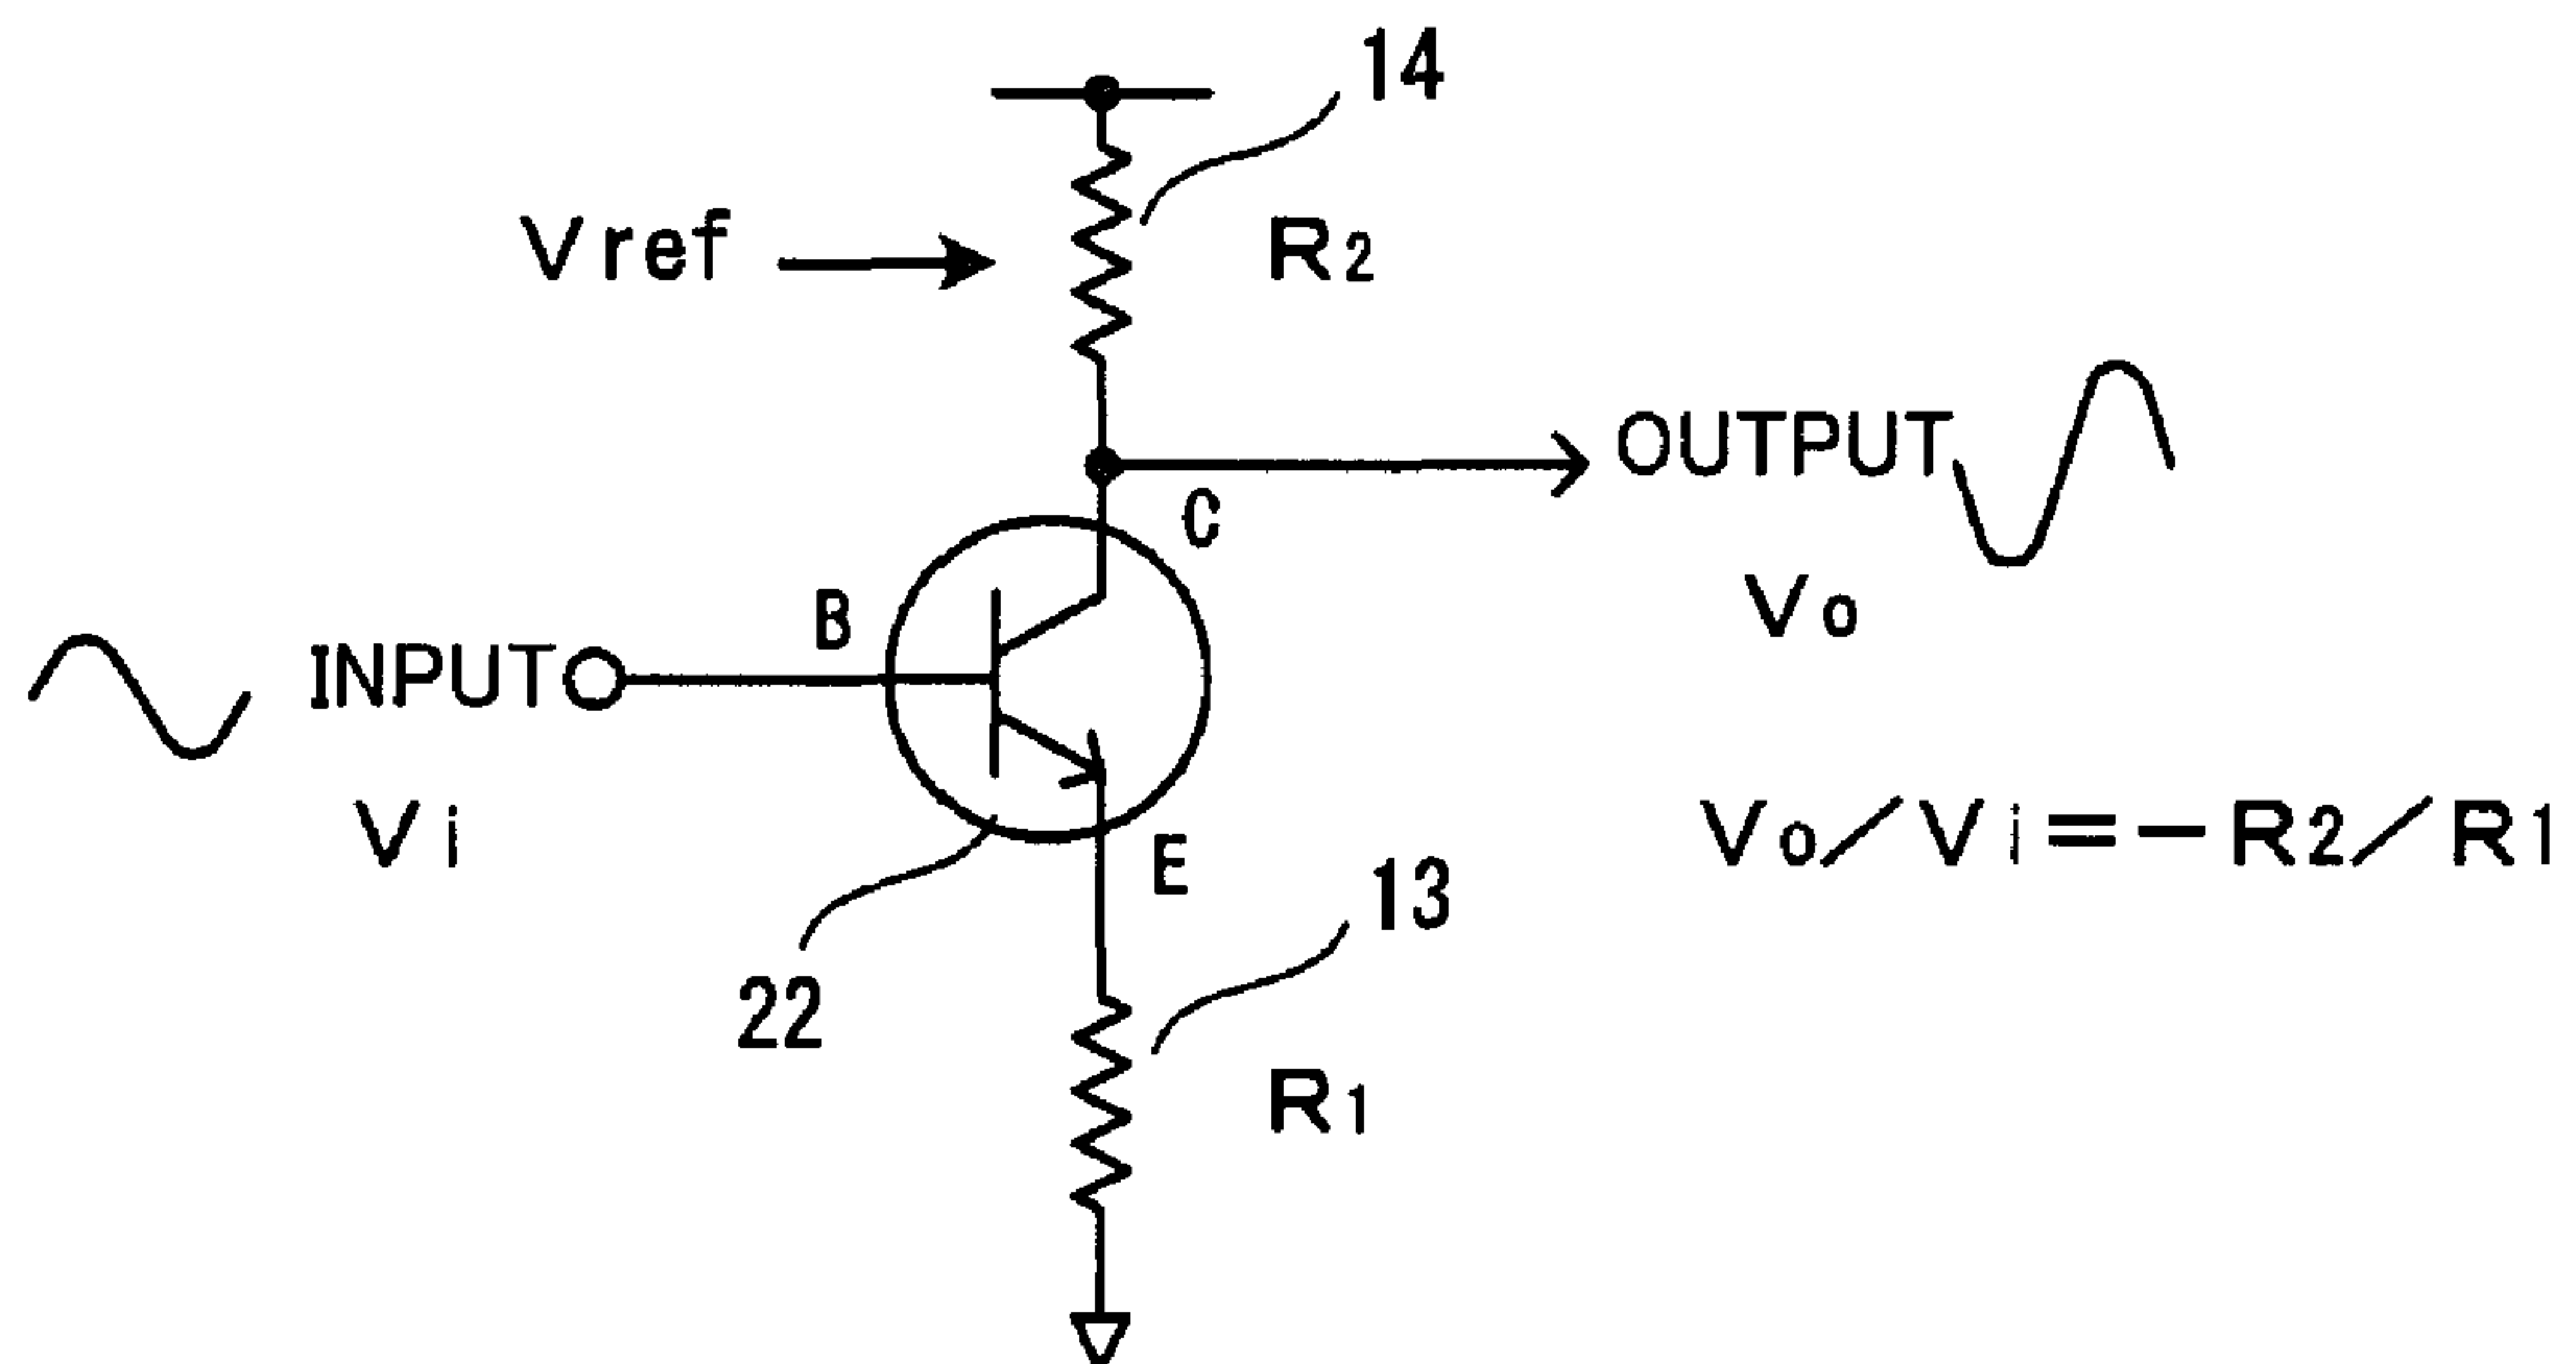 14
Vref
R2
OUTPUT
C
Vo
B
INPUT
Vi
E
Vo/Vi=-R2/R1
13
22
R1